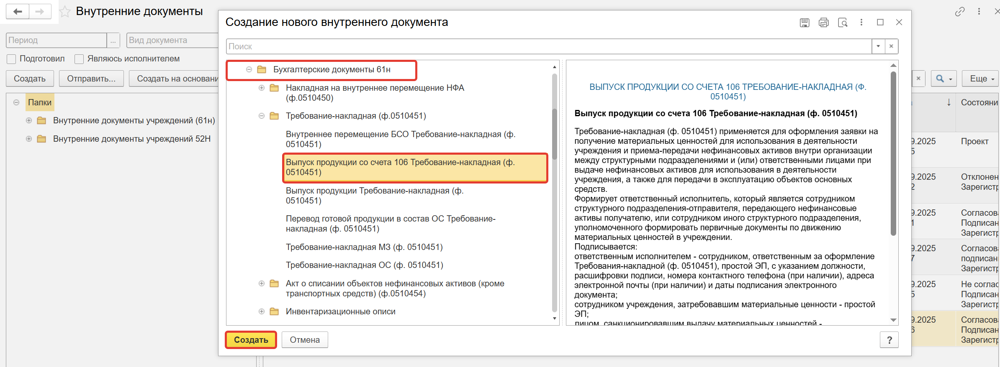 Внутренние документы
Период
...
Вид документа
Подготовил
Являюсь исполнителем
Создать
Отправить...
Создать на основани
Папки
Внутренние документы учреждений (61н)
Внутренние документы учреждений 52Н
Создание нового внутреннего документа
Поиск
Бухгалтерские документы 61н
Накладная на внутреннее перемещение НФА
(ф.0510450)
Требование-накладная (ф.0510451)
Внутреннее перемещение БСО Требование-накладная (ф.
0510451)
Выпуск продукции со счета 106 Требование-накладная (ф.
0510451)
Выпуск продукции Требование-накладная (ф.
0510451)
Перевод готовой продукции в состав ОС Требование-
накладная (ф. 0510451)
Требование-накладная МЗ (ф. 0510451)
Требование-накладная ОС (ф. 0510451)
Акт о списании объектов нефинансовых активов (кроме
транспортных средств) (ф.0510454)
Инвентаризационные описи
ВЫПУСК ПРОДУКЦИИ СО СЧЕТА 106 ТРЕБОВАНИЕ-НАКЛАДНАЯ (Ф.
0510451)
Выпуск продукции со счета 106 Требование-накладная (ф. 0510451)
Требование-накладная (ф. 0510451) применяется для оформления заявки на
получение материальных ценностей для использования в деятельности
учреждения и приема-передачи нефинансовых активов внутри организации
между структурными подразделениями и (или) ответственными лицами при
выдаче нефинансовых активов для использования в деятельности
учреждения, а также для передачи в эксплуатацию объектов основных
средств.
Формирует ответственный исполнитель, который является сотрудником
структурного подразделения-отправителя, передающего нефинансовые
активы получателю, или сотрудником иного структурного подразделения,
уполномоченного формировать первичные документы по движению
материальных ценностей в учреждении.
Подписывается:
ответственным исполнителем - сотрудником, ответственным за оформление
Требования-накладной (ф. 0510451), простой ЭП, с указанием должности,
расшифровки подписи, номера контактного телефона (при наличии), адреса
электронной почты (при наличии) и даты подписания электронного
документа;
сотрудником учреждения, затребовавшим материальные ценности - простой
ЭП;
лицом, санкционировавшим выдачу материальных ценностей -
Создать
Отмена
?
Еще
Состояни
9.2025
5
Проект
9.2025
2
Отклонен
Зарегистр
9.2025
1
Согласова
Подписан
Зарегистр
9.2025
7
Согласова
подписани
Зарегистр
9.2025
5
Не соглас
Подписан
Зарегистр
9.2025
6
Согласова
Подписан
Зарегистр